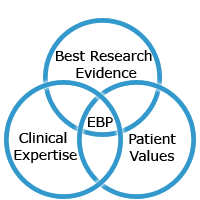 Best Research
Evidence
EBP
Clinical
Expertise
Patient
Values